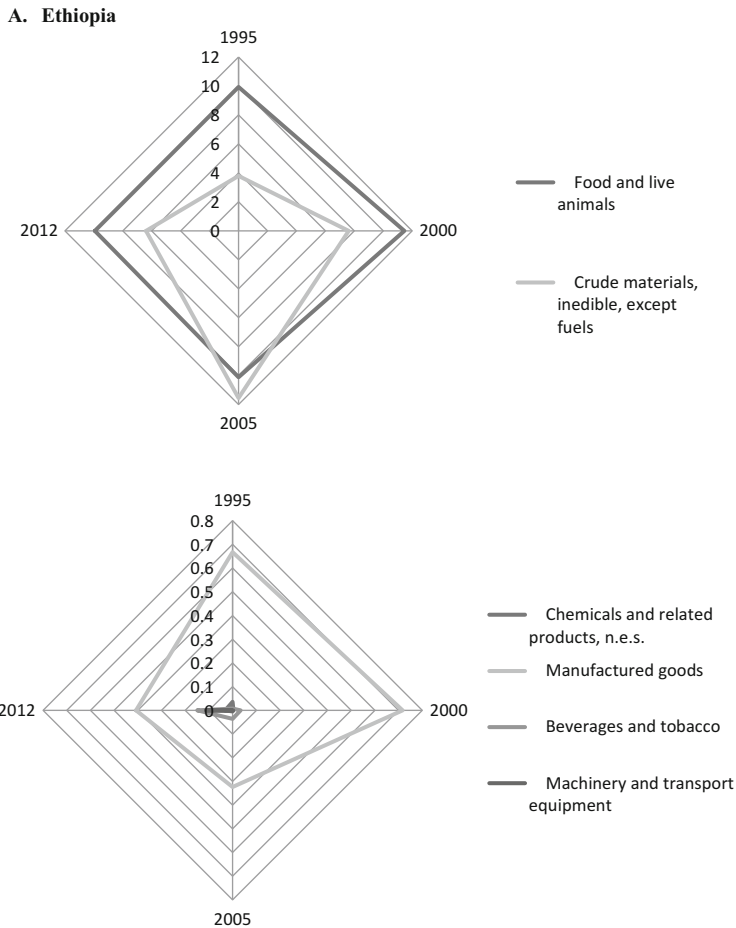 A. Ethiopia
1995
12
10
8
6
4
2
0
2012
2000
2005
Food and live
animals
Crude materials,
inedible, except
fuels
1995
0.8
0.7
0.6
0.5
0.4
0.3
0.2
0.1
0
2012
2000
2005
Chemicals and related
products, n.e.s.
Manufactured goods
Beverages and tobacco
Machinery and transport
equipment